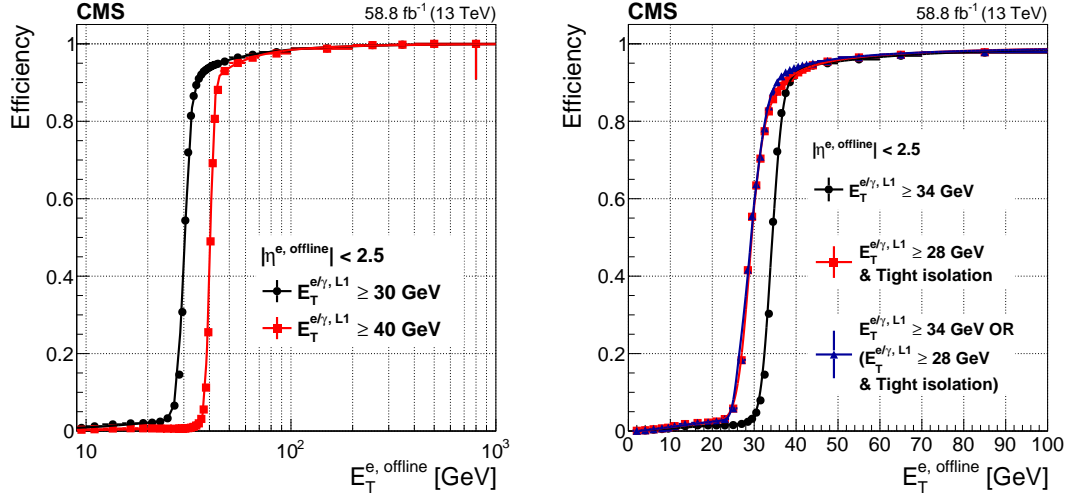 CMS
58.8 fb⁻¹ (13 TeV)
Efficiency
1
0.8
0.6
0.4
0.2
0
|η^{e, offline}| < 2.5
E_T^{e/γ, L1} ≥ 30 GeV
E_T^{e/γ, L1} ≥ 40 GeV
10
10²
10³
E_T^{e, offline} [GeV]
CMS
58.8 fb⁻¹ (13 TeV)
Efficiency
1
0.8
0.6
0.4
0.2
0
|η^{e, offline}| < 2.5
E_T^{e/γ, L1} ≥ 34 GeV
E_T^{e/γ, L1} ≥ 28 GeV
& Tight isolation
E_T^{e/γ, L1} ≥ 34 GeV OR
(E_T^{e/γ, L1} ≥ 28 GeV
& Tight isolation)
0 10 20 30 40 50 60 70 80 90 100
E_T^{e, offline} [GeV]